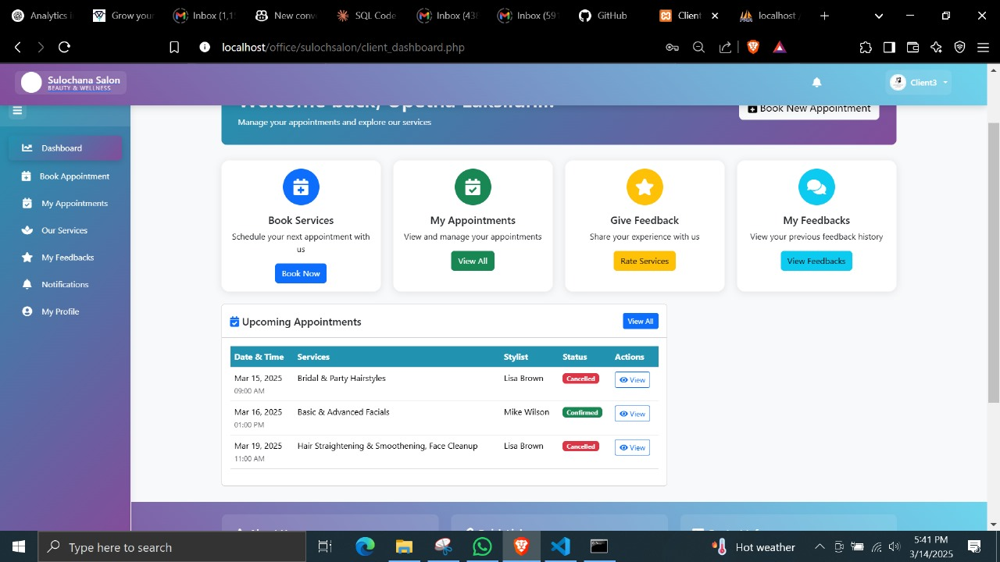 Analytics
Grow your
Inbox (1,1
New conv
SQL Code
Inbox (43
Inbox (591
GitHub
Client
localhost
localhost/office/sulochsalon/client_dashboard.php
Sulochana Salon
BEAUTY & WELLNESS
Client3
Welcome back,
Book New Appointment
Manage your appointments and explore our services
Dashboard
Book Appointment
My Appointments
Our Services
My Feedbacks
Notifications
My Profile
Book Services
Schedule your next appointment with
us
Book Now
My Appointments
View and manage your appointments
View All
Give Feedback
Share your experience with us
Rate Services
My Feedbacks
View your previous feedback history
View Feedbacks
Upcoming Appointments
View All
Date & Time Services Stylist Status Actions
Mar 15, 2025 Bridal & Party Hairstyles Lisa Brown Cancelled View
09:00 AM
Mar 16, 2025 Basic & Advanced Facials Mike Wilson Confirmed View
01:00 PM
Mar 19, 2025 Hair Straightening & Smoothening, Face Cleanup Lisa Brown Cancelled View
11:00 AM
Type here to search
Hot weather
5:41 PM
3/14/2025